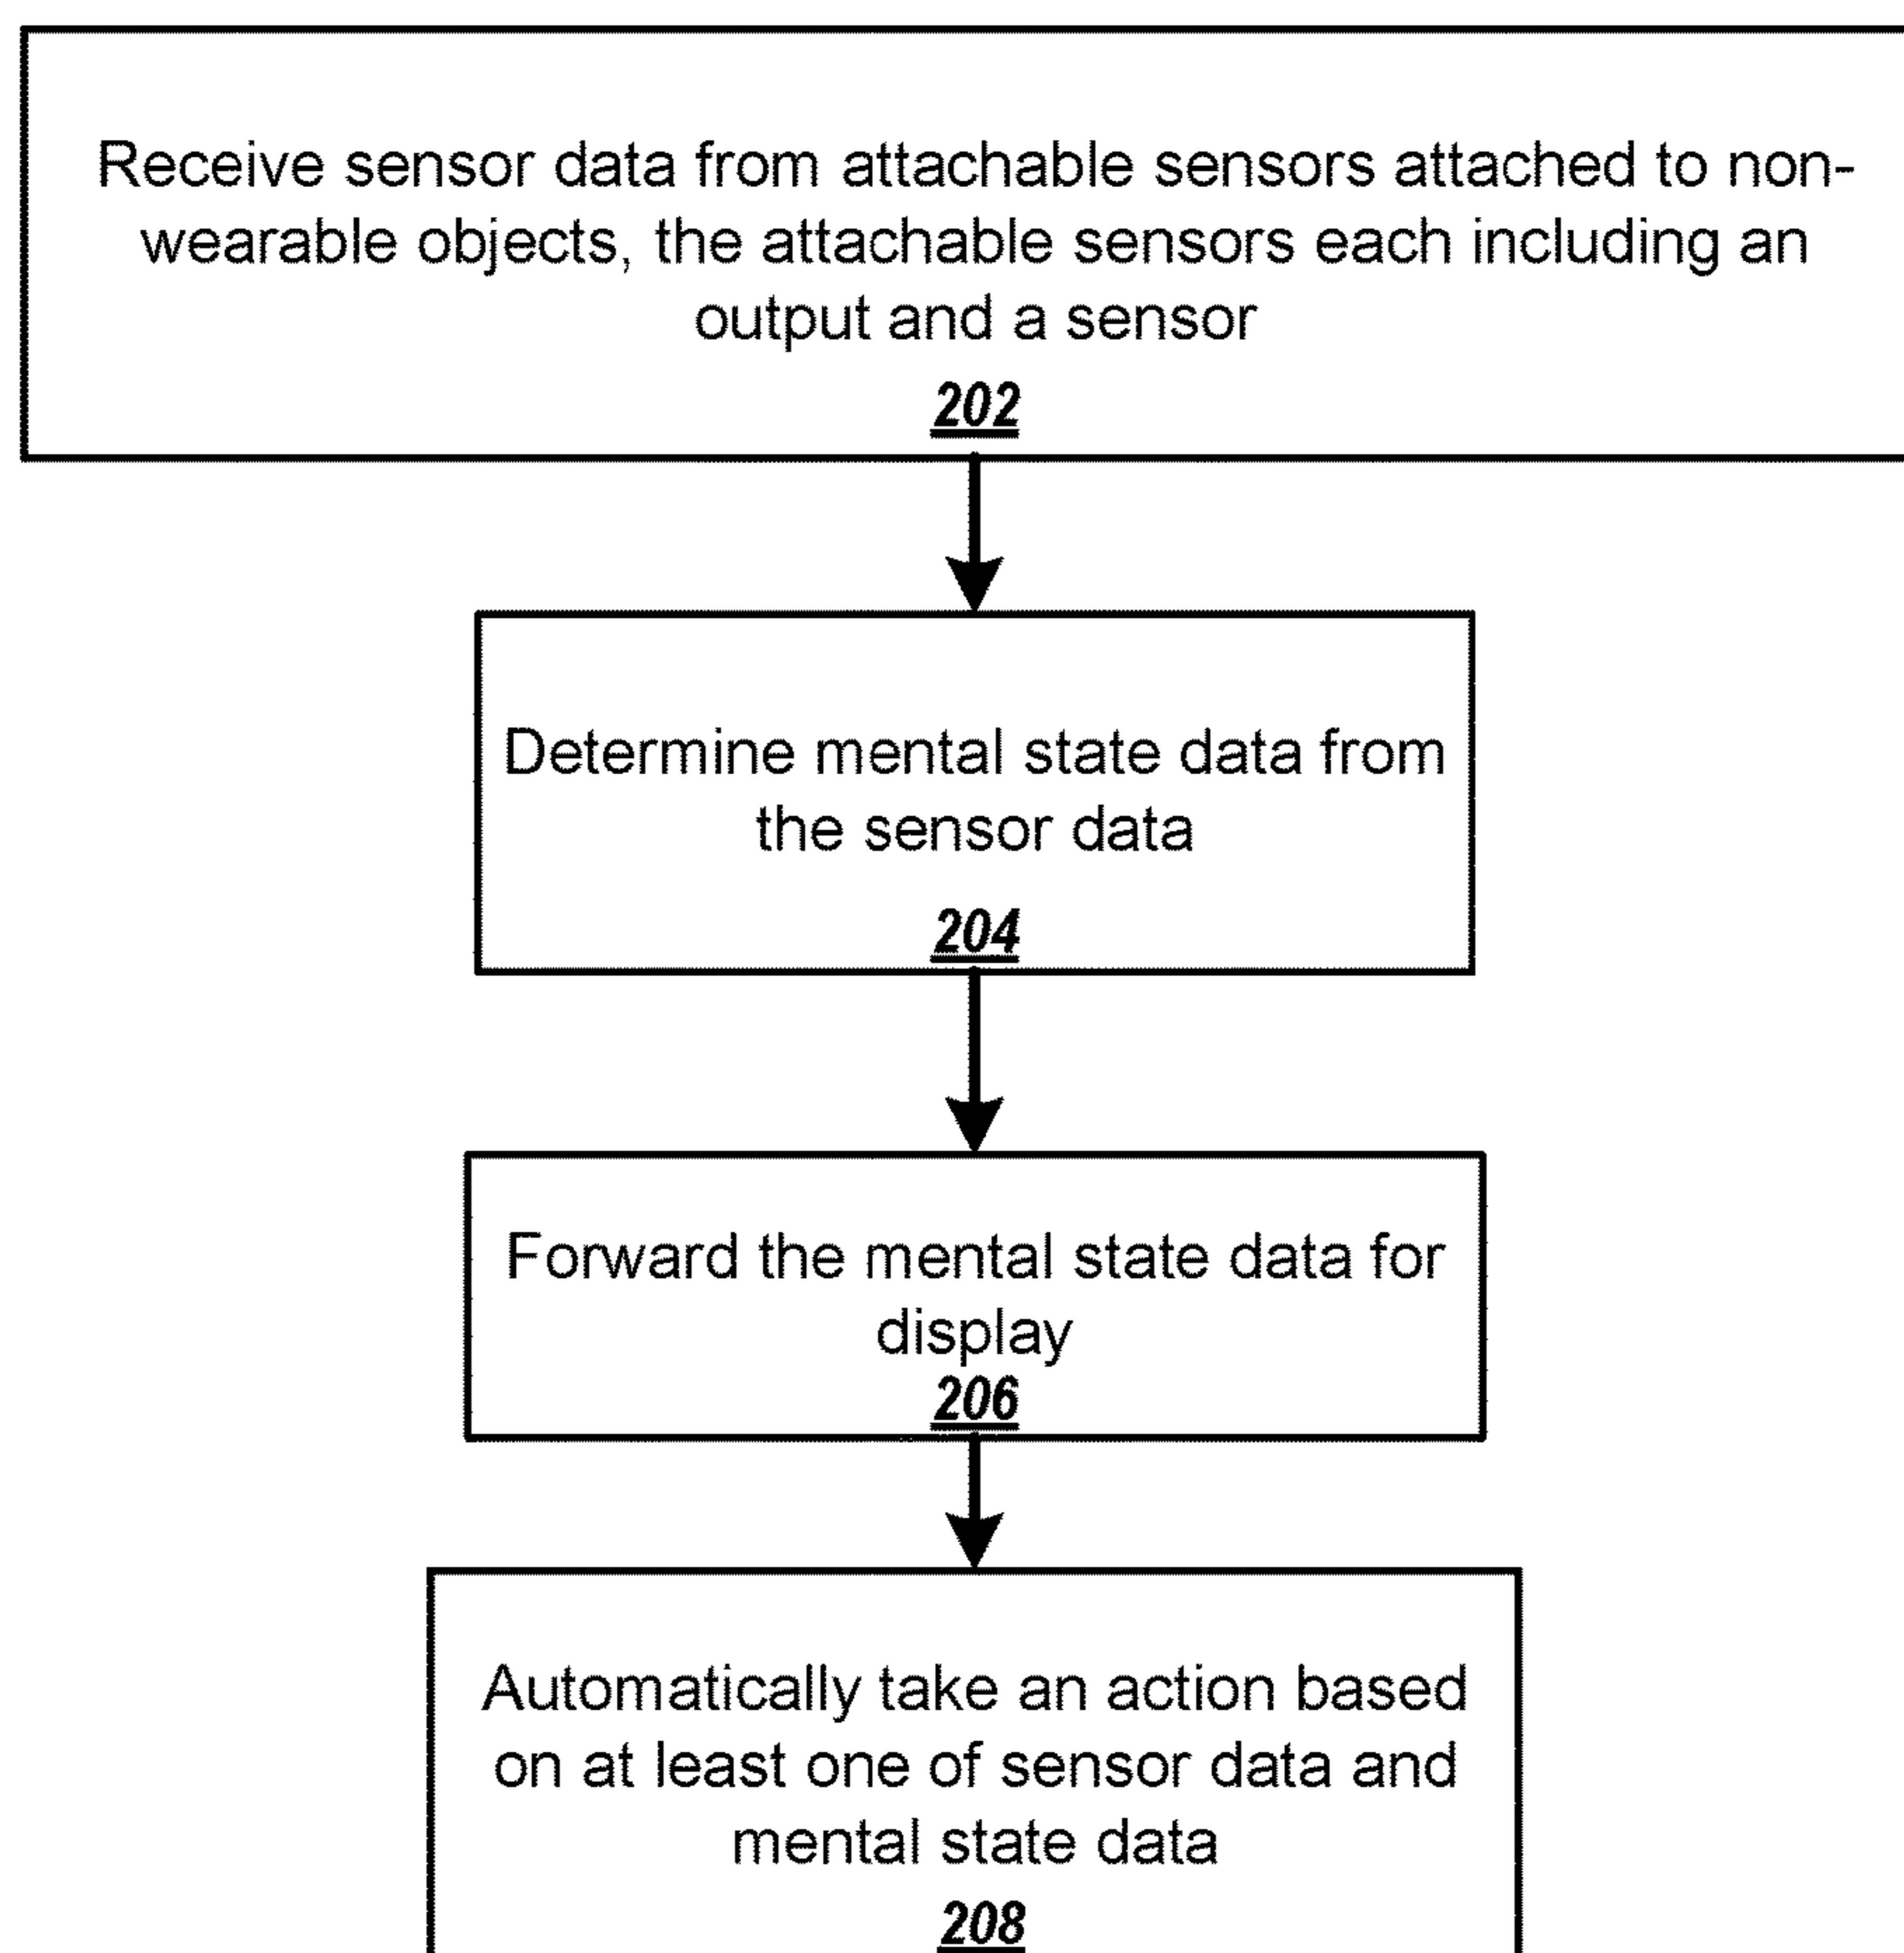 Receive sensor data from attachable sensors attached to non-
wearable objects, the attachable sensors each including an
output and a sensor
202
Determine mental state data from
the sensor data
204
Forward the mental state data for
display
206
Automatically take an action based
on at least one of sensor data and
mental state data
208